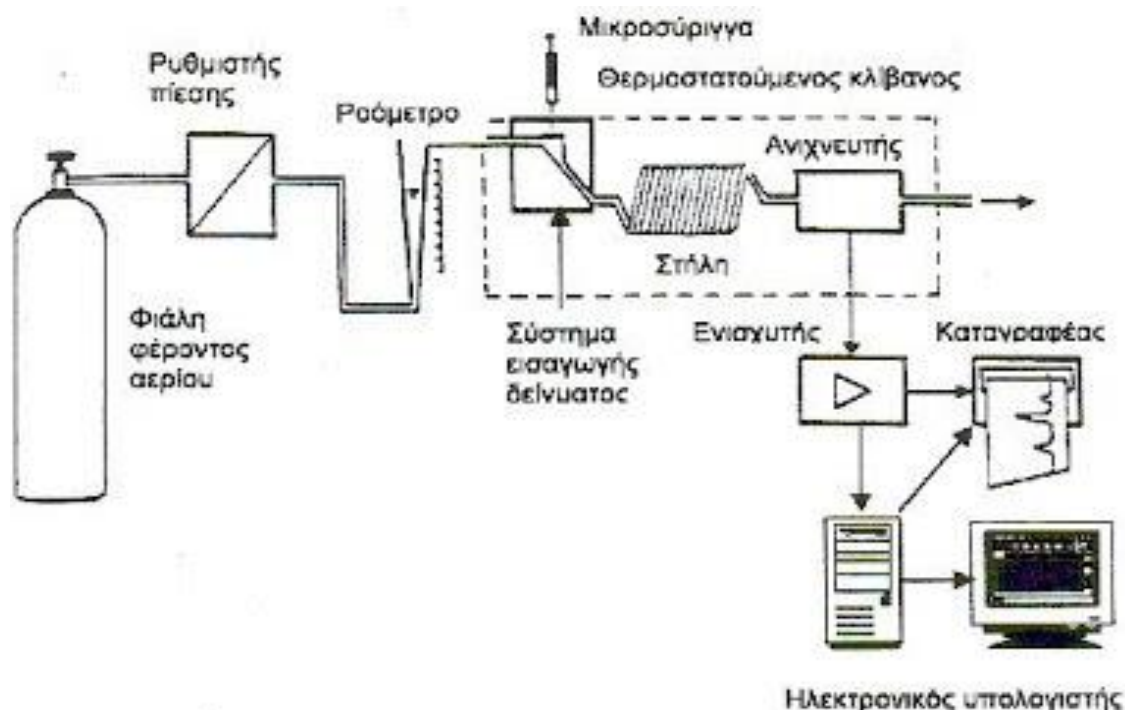 Μικροσύριγγα
Ρυθμιστής
πίεσης
Θερμοστατούμενος κλίβανος
Ροόμετρο
Ανιχνευτής
Στήλη
Φιάλη
φέροντος
αερίου
Σύστημα
εισαγωγής
δείγματος
Ενισχυτής
Καταγραφέας
Ηλεκτρονικός υπολογιστής